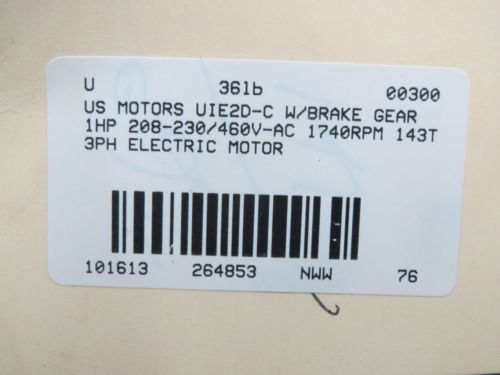 U 36lb 00300
US MOTORS UIE2D-C W/BRAKE GEAR
1HP 208-230/460V-AC 1740RPM 143T
3PH ELECTRIC MOTOR
101613 264853 NWW 76